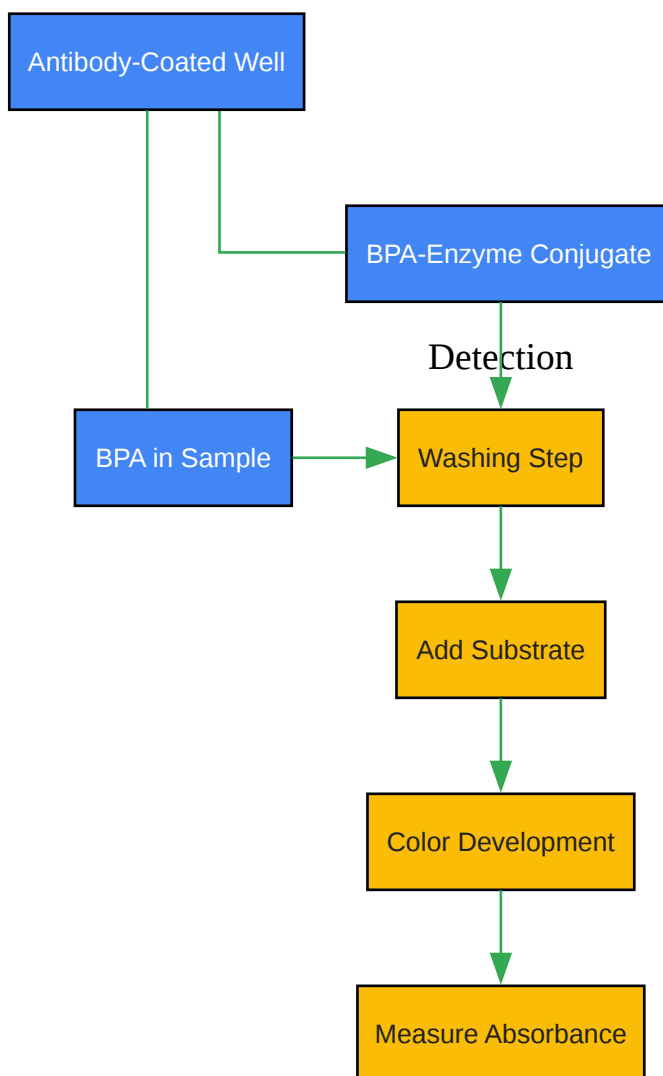 Antibody-Coated Well
BPA-Enzyme Conjugate
Detection
BPA in Sample
Washing Step
Add Substrate
Color Development
Measure Absorbance